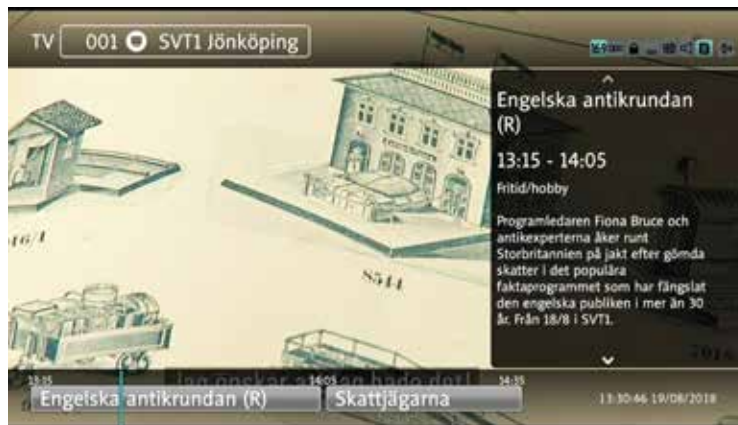 TV 001 SVT1 Jönköping
Engelska antikrundan
(R)
13:15 - 14:05
Fritid/hobby
Programledaren Fiona Bruce och
antikexperterna åker runt
Storbritannien på jakt efter gömda
skatter i det populära
faktaprogrammet som har fängslat
den engelska publiken i mer än 30
år. Från 18/8 i SVT1.
8544
13:15 14:05 14:35
Engelska antikrundan (R) Skattjägarna
13:30:46 19/08/2018